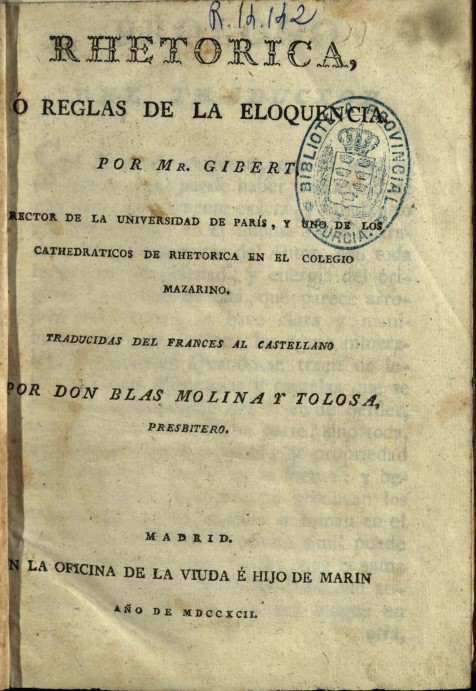 R. 14.142
RHETORICA,
Ó REGLAS DE LA ELOQUENCIA
POR MR. GIBERT
RECTOR DE LA UNIVERSIDAD DE PARÍS, Y UNO DE LOS
CATHEDRATICOS DE RHETORICA EN EL COLEGIO
MAZARINO.
TRADUCIDAS DEL FRANCES AL CASTELLANO
POR DON BLAS MOLINA Y TOLOSA,
PRESBITERO.
MADRID.
N LA OFICINA DE LA VIUDA É HIJO DE MARIN
AÑO DE MDCCXCII.
BIBLIOTECA PROVINCIAL
MURCIA.